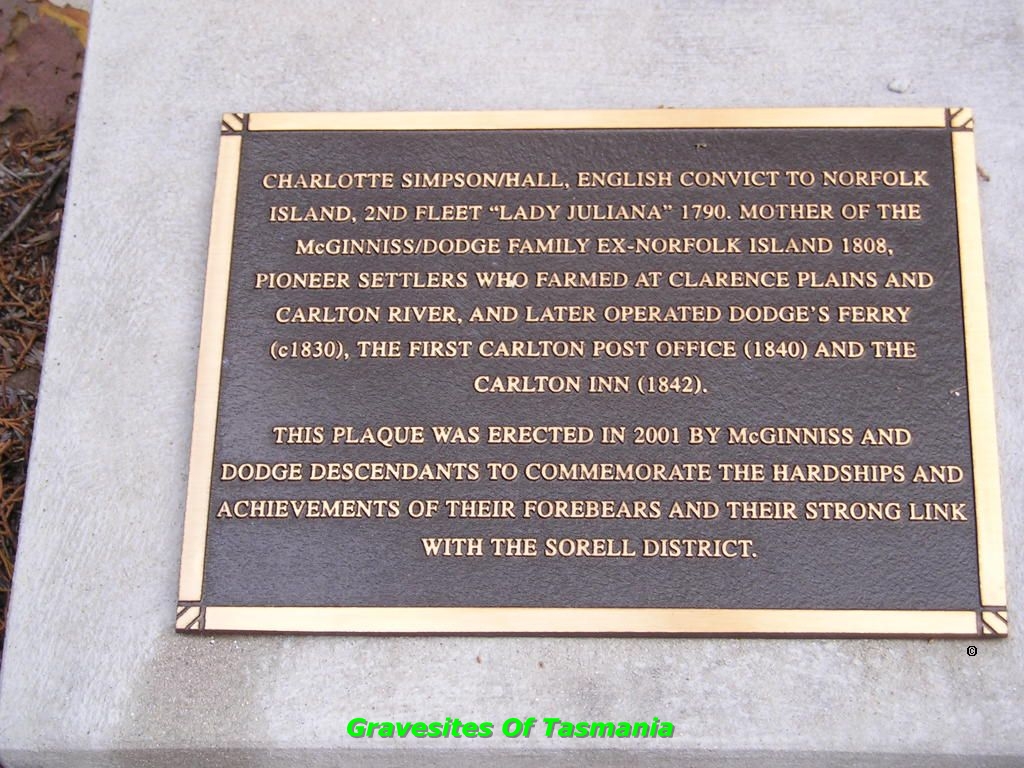 CHARLOTTE SIMPSON/HALL, ENGLISH CONVICT TO NORFOLK
ISLAND, 2ND FLEET “LADY JULIANA” 1790. MOTHER OF THE
McGINNISS/DODGE FAMILY EX-NORFOLK ISLAND 1808,
PIONEER SETTLERS WHO FARMED AT CLARENCE PLAINS AND
CARLTON RIVER, AND LATER OPERATED DODGE'S FERRY
(c1830), THE FIRST CARLTON POST OFFICE (1840) AND THE
CARLTON INN (1842).
THIS PLAQUE WAS ERECTED IN 2001 BY McGINNISS AND
DODGE DESCENDANTS TO COMMEMORATE THE HARDSHIPS AND
ACHIEVEMENTS OF THEIR FOREBEARS AND THEIR STRONG LINK
WITH THE SORELL DISTRICT.
©
Gravesites Of Tasmania